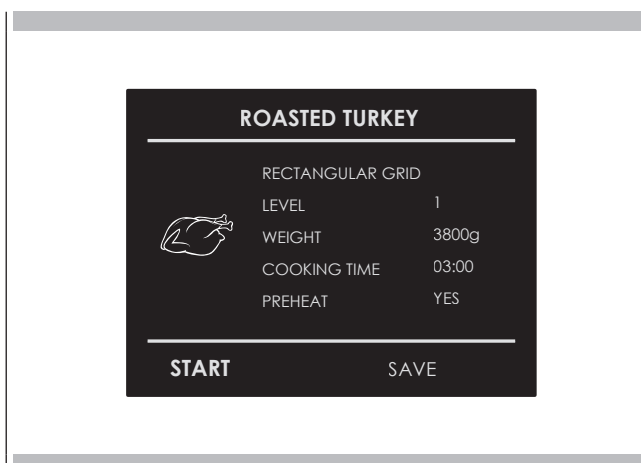 ROASTED TURKEY
RECTANGULAR GRID
LEVEL 1
WEIGHT 3800g
COOKING TIME 03:00
PREHEAT YES
START SAVE